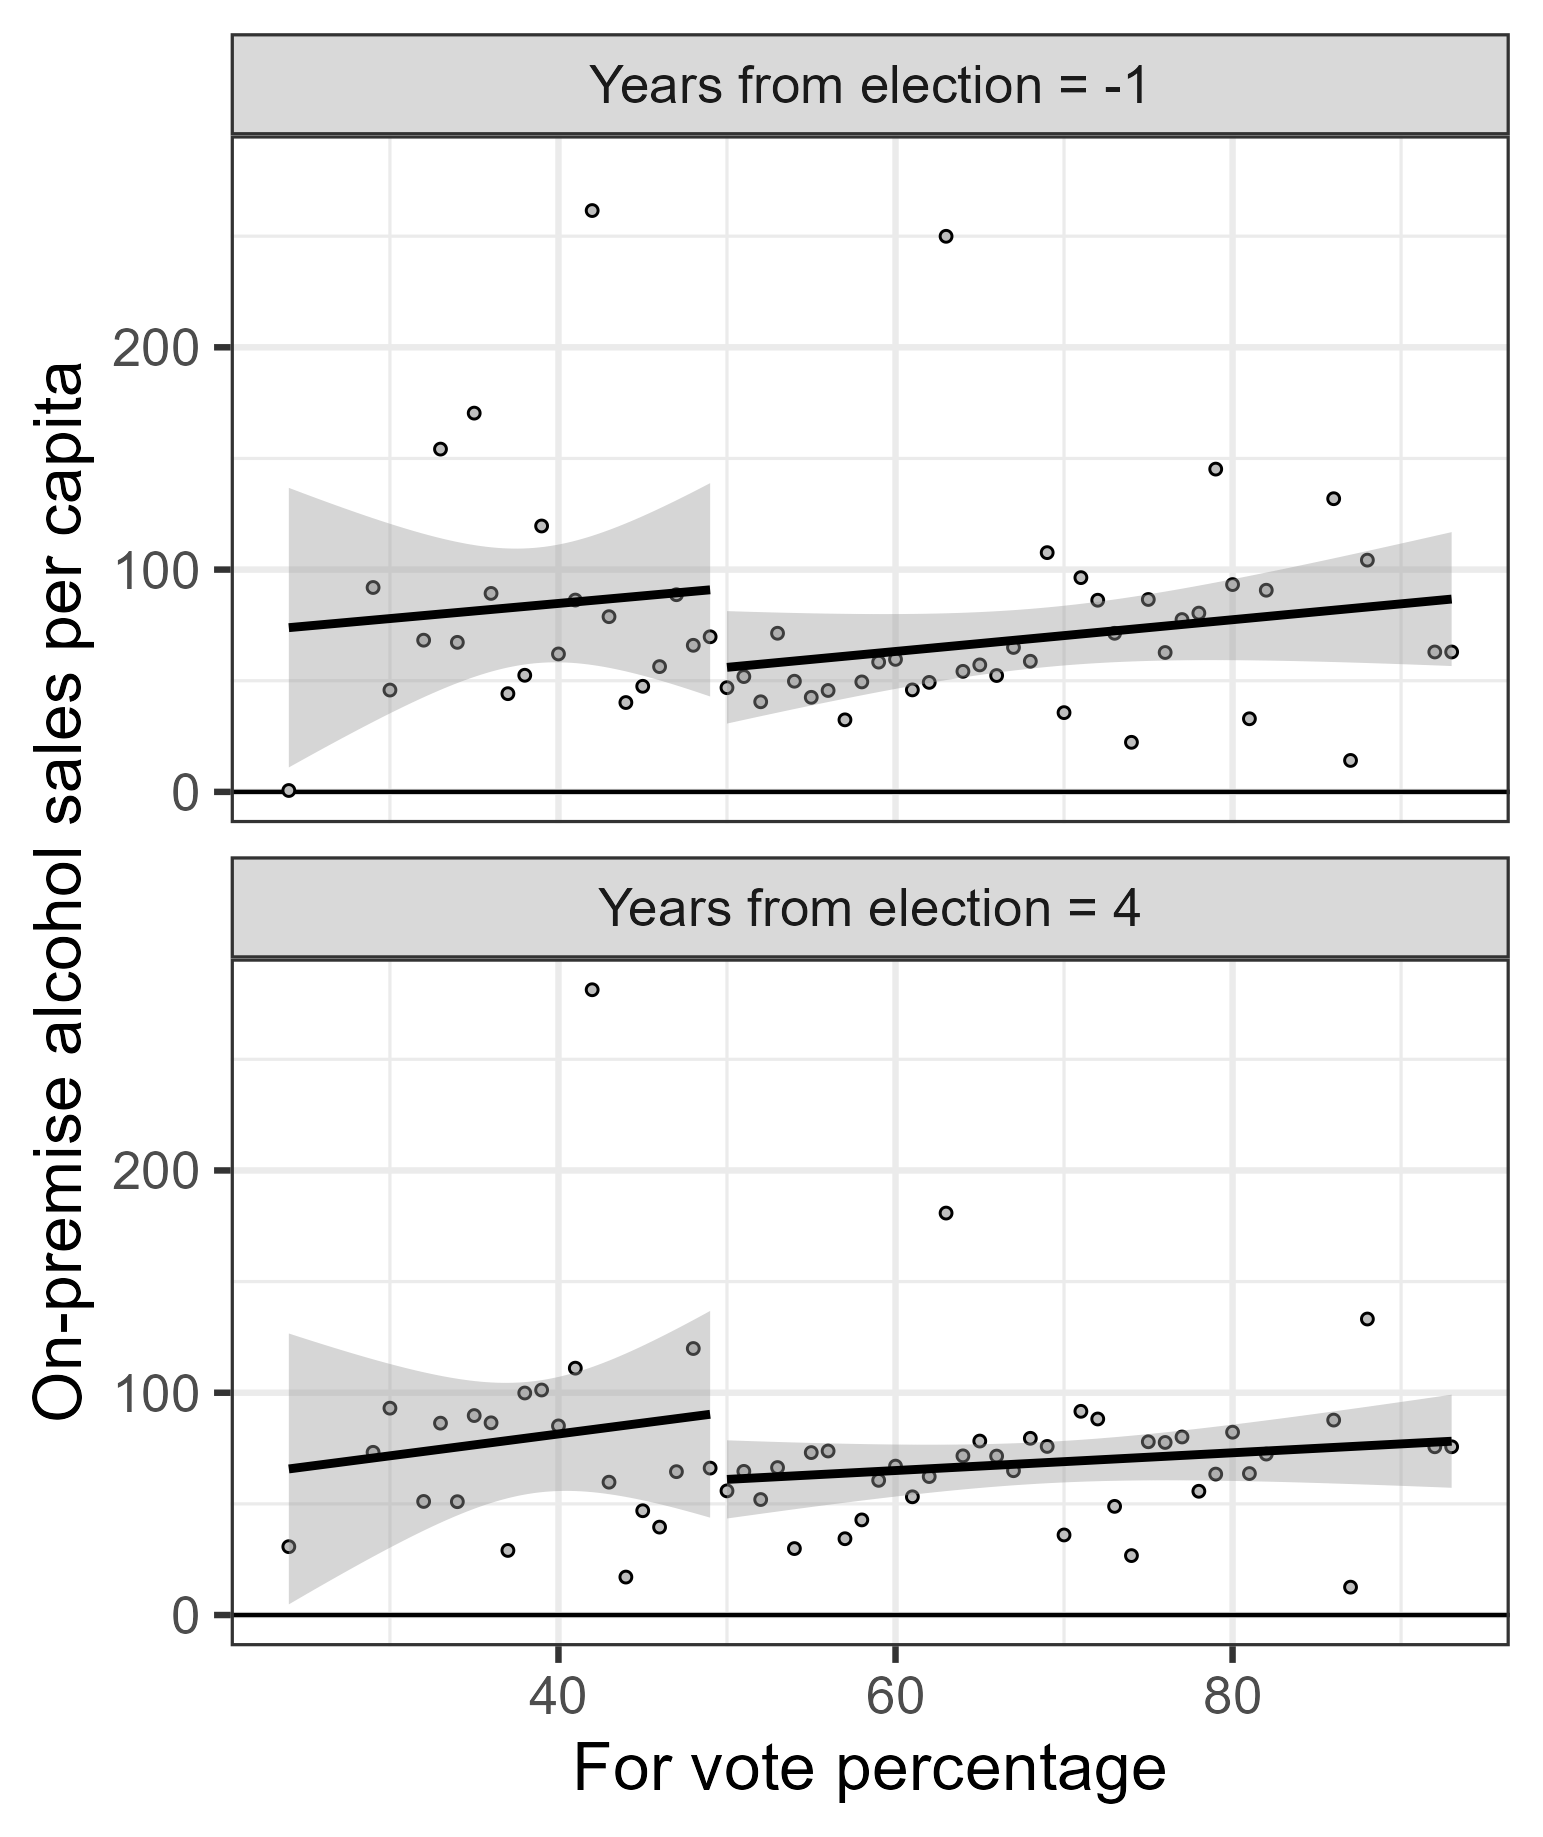 Years from election = -1
200
100
0
On-premise alcohol sales per capita
Years from election = 4
200
100
0
40 60 80
For vote percentage